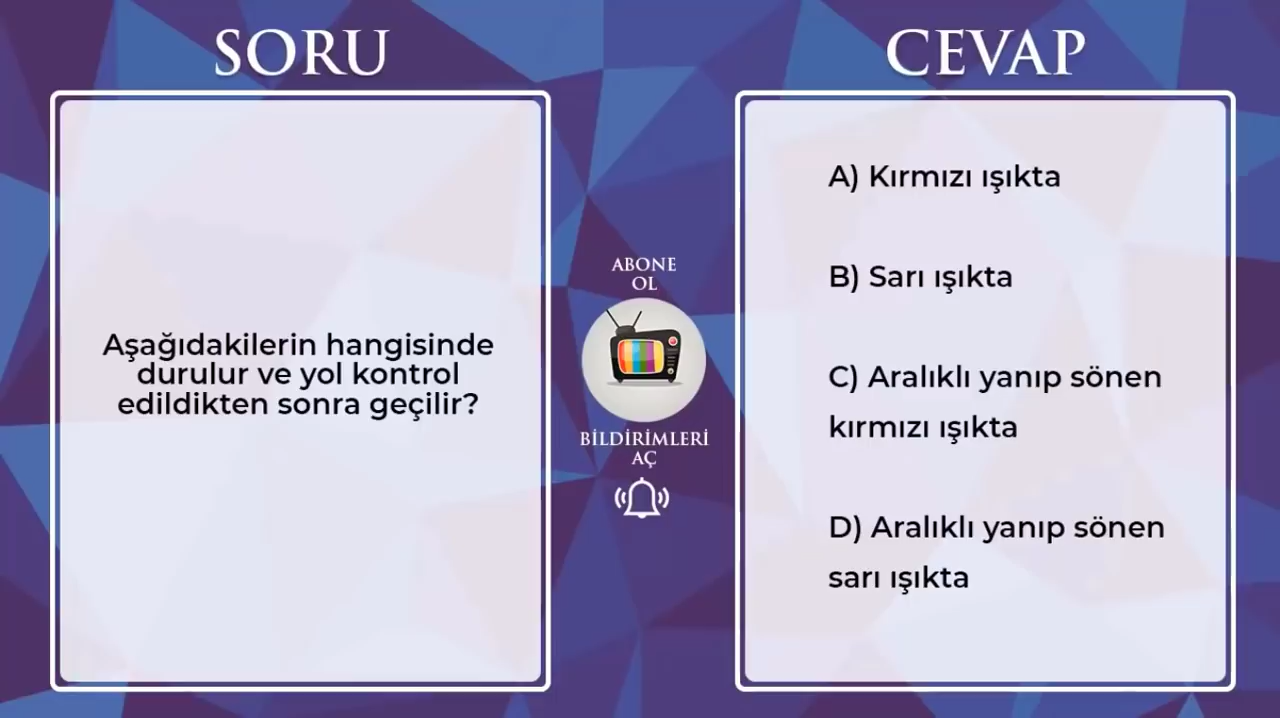 SORU
Aşağıdakilerin hangisinde
durulur ve yol kontrol
edildikten sonra geçilir?
ABONE
OL
BİLDİRİMLERİ
AÇ
CEVAP
A) Kırmızı ışıkta
B) Sarı ışıkta
C) Aralıklı yanıp sönen
kırmızı ışıkta
D) Aralıklı yanıp sönen
sarı ışıkta